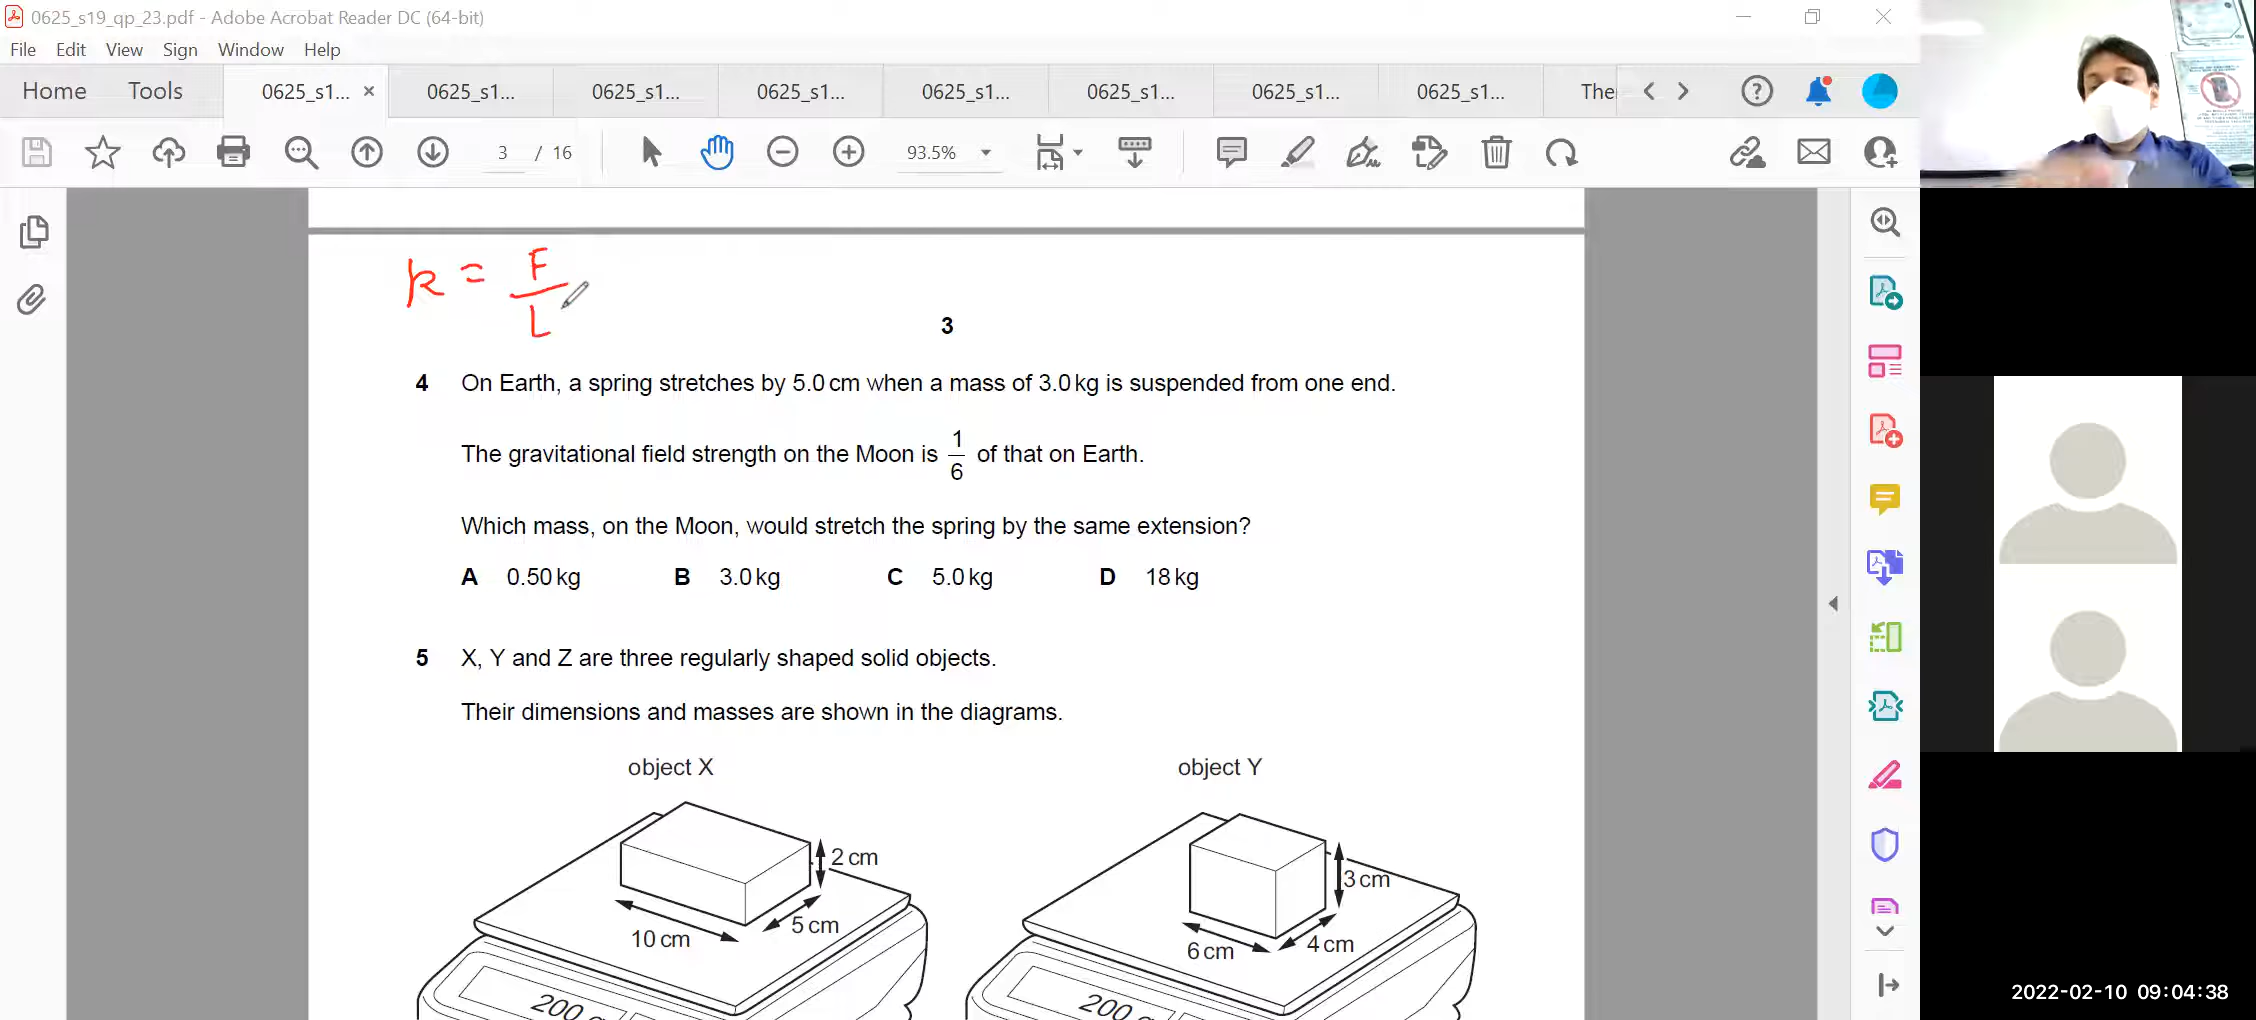 0625_s19_qp_23.pdf - Adobe Acrobat Reader DC (64-bit)
File Edit View Sign Window Help
Home Tools 0625_s1... × 0625_s1... 0625_s1... 0625_s1... 0625_s1... 0625_s1... 0625_s1... 0625_s1... The
3 / 16 93.5%
k = F
L
3
4 On Earth, a spring stretches by 5.0 cm when a mass of 3.0 kg is suspended from one end.
The gravitational field strength on the Moon is 1/6 of that on Earth.
Which mass, on the Moon, would stretch the spring by the same extension?
A 0.50 kg B 3.0 kg C 5.0 kg D 18 kg
5 X, Y and Z are three regularly shaped solid objects.
Their dimensions and masses are shown in the diagrams.
object X object Y
2 cm 3 cm
5 cm 4 cm
10 cm 6 cm
200 g 200 g
2022-02-10 09:04:38